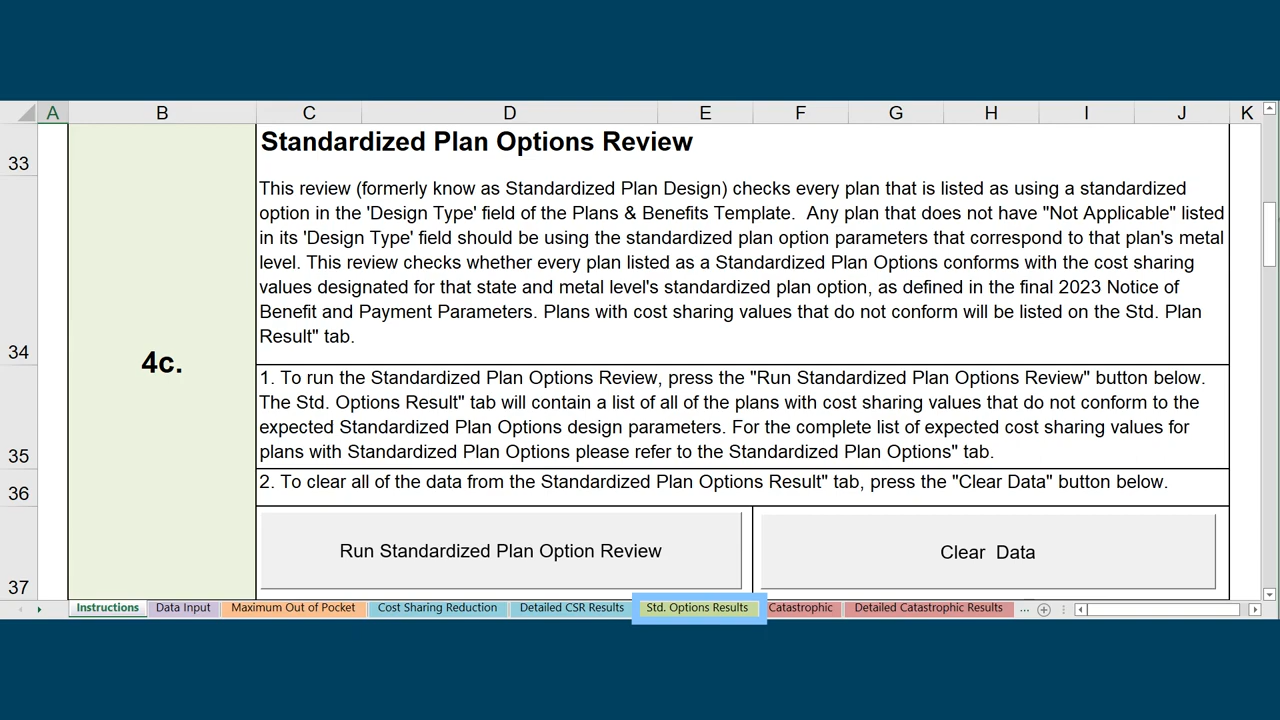 A B C D E F G H I J K
33
Standardized Plan Options Review
This review (formerly know as Standardized Plan Design) checks every plan that is listed as using a standardized
option in the 'Design Type' field of the Plans & Benefits Template.  Any plan that does not have "Not Applicable" listed
in its 'Design Type' field should be using the standardized plan option parameters that correspond to that plan's metal
level. This review checks whether every plan listed as a Standardized Plan Options conforms with the cost sharing
values designated for that state and metal level's standardized plan option, as defined in the final 2023 Notice of
Benefit and Payment Parameters. Plans with cost sharing values that do not conform will be listed on the Std. Plan
Result" tab.
34
4c.
1. To run the Standardized Plan Options Review, press the "Run Standardized Plan Options Review" button below.
The Std. Options Result" tab will contain a list of all of the plans with cost sharing values that do not conform to the
expected Standardized Plan Options design parameters. For the complete list of expected cost sharing values for
plans with Standardized Plan Options please refer to the Standardized Plan Options" tab.
35
36
2. To clear all of the data from the Standardized Plan Options Result" tab, press the "Clear Data" button below.
Run Standardized Plan Option Review
Clear  Data
37
Instructions Data Input Maximum Out of Pocket Cost Sharing Reduction Detailed CSR Results Std. Options Results Catastrophic Detailed Catastrophic Results ...